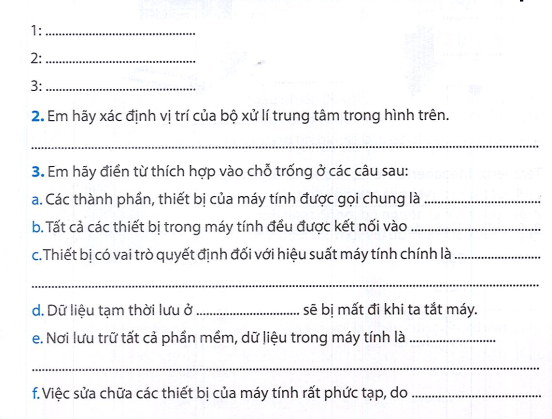 1: ..........................................
2: ..........................................
3: ..........................................
2. Em hãy xác định vị trí của bộ xử lí trung tâm trong hình trên.
..........................................
3. Em hãy điền từ thích hợp vào chỗ trống ở các câu sau:
a. Các thành phần, thiết bị của máy tính được gọi chung là ..............................
b. Tất cả các thiết bị trong máy tính đều được kết nối vào ..............................
c.Thiết bị có vai trò quyết định đối với hiệu suất máy tính chính là ......................
..........................................
d. Dữ liệu tạm thời lưu ở ............................ sẽ bị mất đi khi ta tắt máy.
e. Nơi lưu trữ tất cả phần mềm, dữ liệu trong máy tính là ........................
..........................................
f. Việc sửa chữa các thiết bị của máy tính rất phức tạp, do ..............................